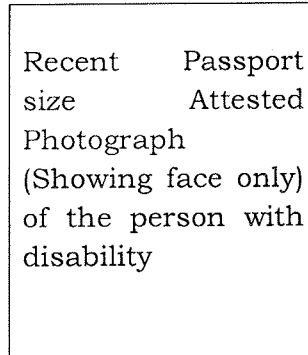 Recent Passport
size Attested
Photograph
(Showing face only)
of the person with
disability